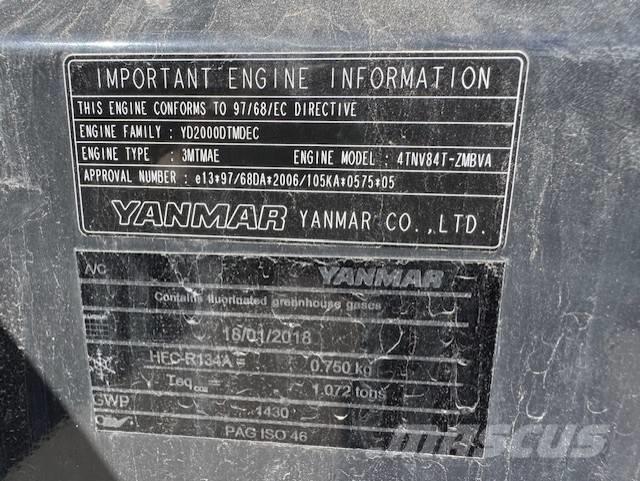 IMPORTANT ENGINE INFORMATION
THIS ENGINE CONFORMS TO 97/68/EC DIRECTIVE
ENGINE FAMILY : YD2000DTMDEC
ENGINE TYPE : 3MTMAE ENGINE MODEL : 4TNV84T-ZMBVA
APPROVAL NUMBER : e13*97/68DA*2006/105KA*0575*05
YANMAR YANMAR CO.,LTD.
A/C YANMAR
Contains fluorinated greenhouse gases
16/01/2018
HFC-R134A = 0.750 kg
T.eq CO2 = 1.072 tons
GWP 1430
PAG ISO 46
MASCUS